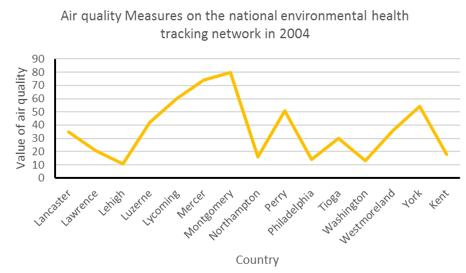 Air quality Measures on the national environmental health
tracking network in 2004
Value of air quality
90
80
70
60
50
40
30
20
10
0
Lancaster
Lawrence
Lehigh
Luzerne
Lycoming
Mercer
Montgomery
Northampton
Perry
Philadelphia
Tioga
Washington
Westmoreland
York
Kent
Country